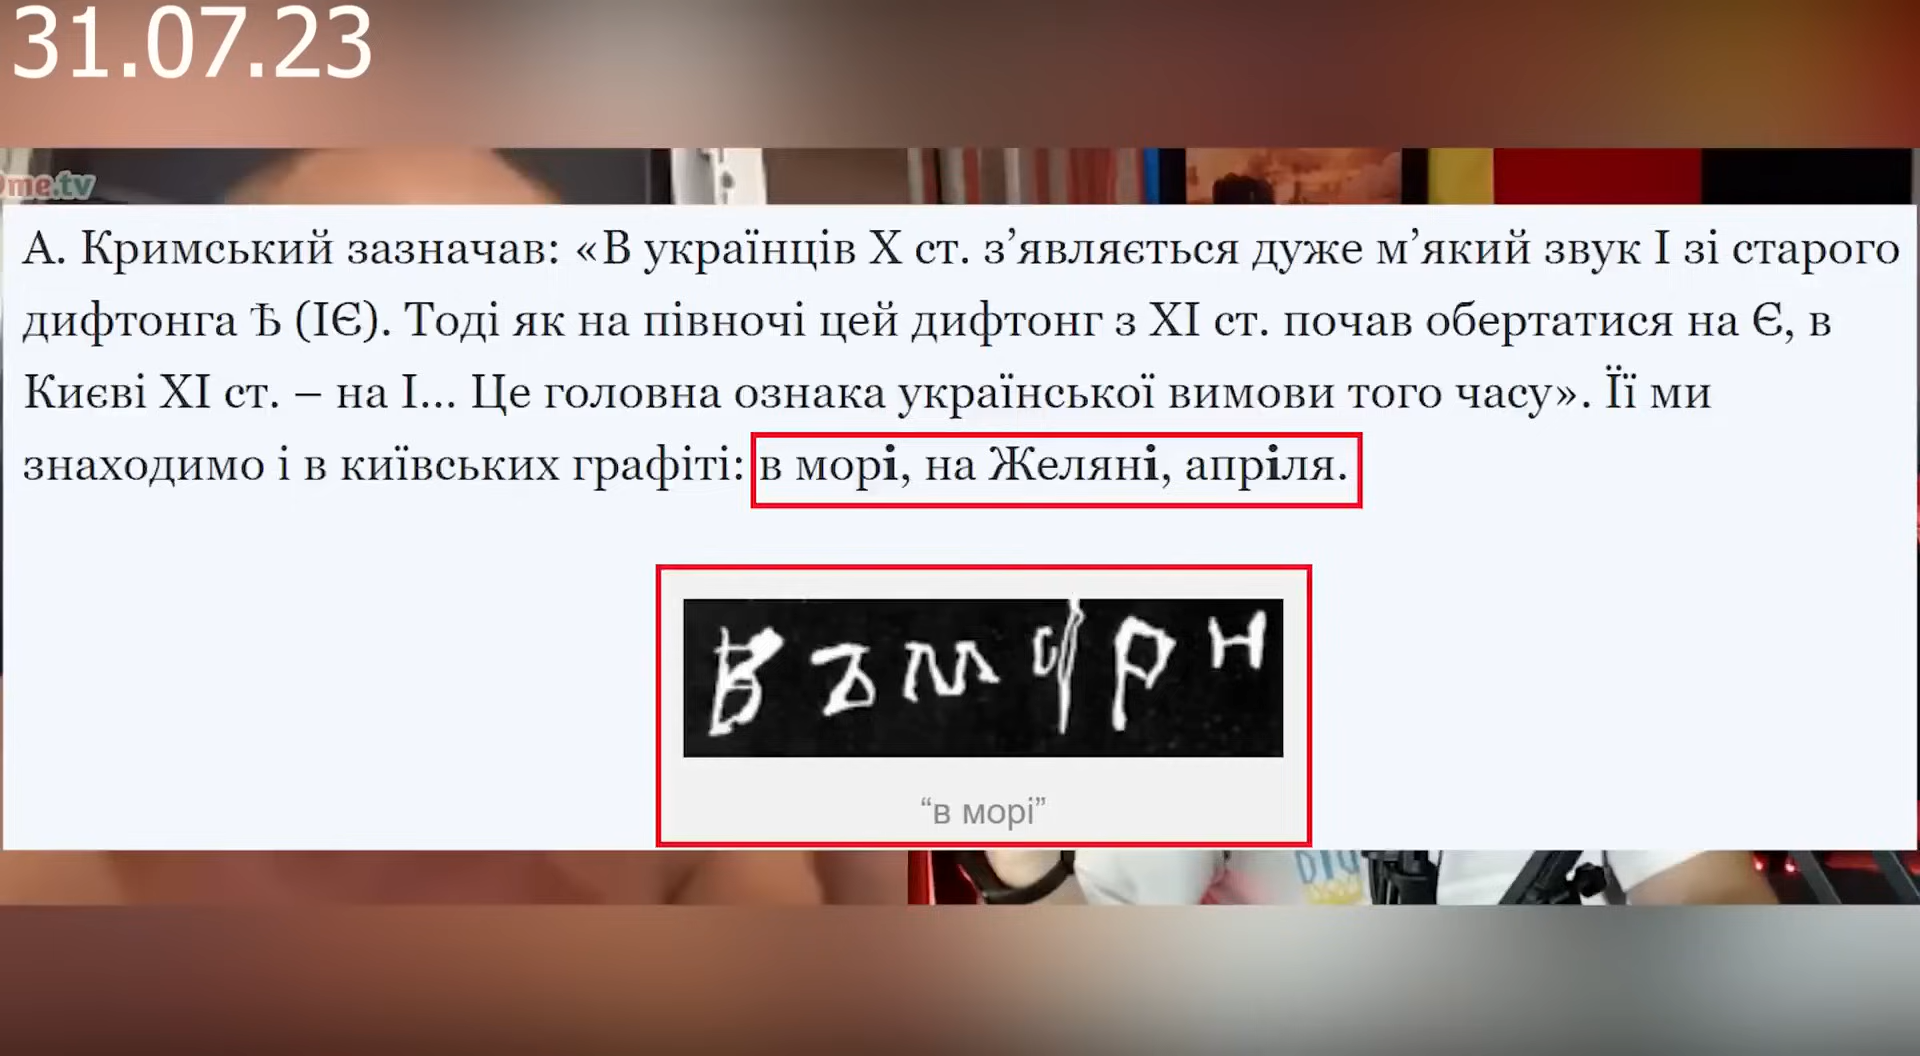 31.07.23
Ome.tv
А. Кримський зазначав: «В українців X ст. з’являється дуже м’який звук І зі старого
дифтонга Ѣ (ІЄ). Тоді як на півночі цей дифтонг з XI ст. почав обертатися на Є, в
Києві XI ст. – на І... Це головна ознака української вимови того часу». Її ми
знаходимо і в київських графіті: в морі, на Желяні, апріля.
Въморн
“в морі”